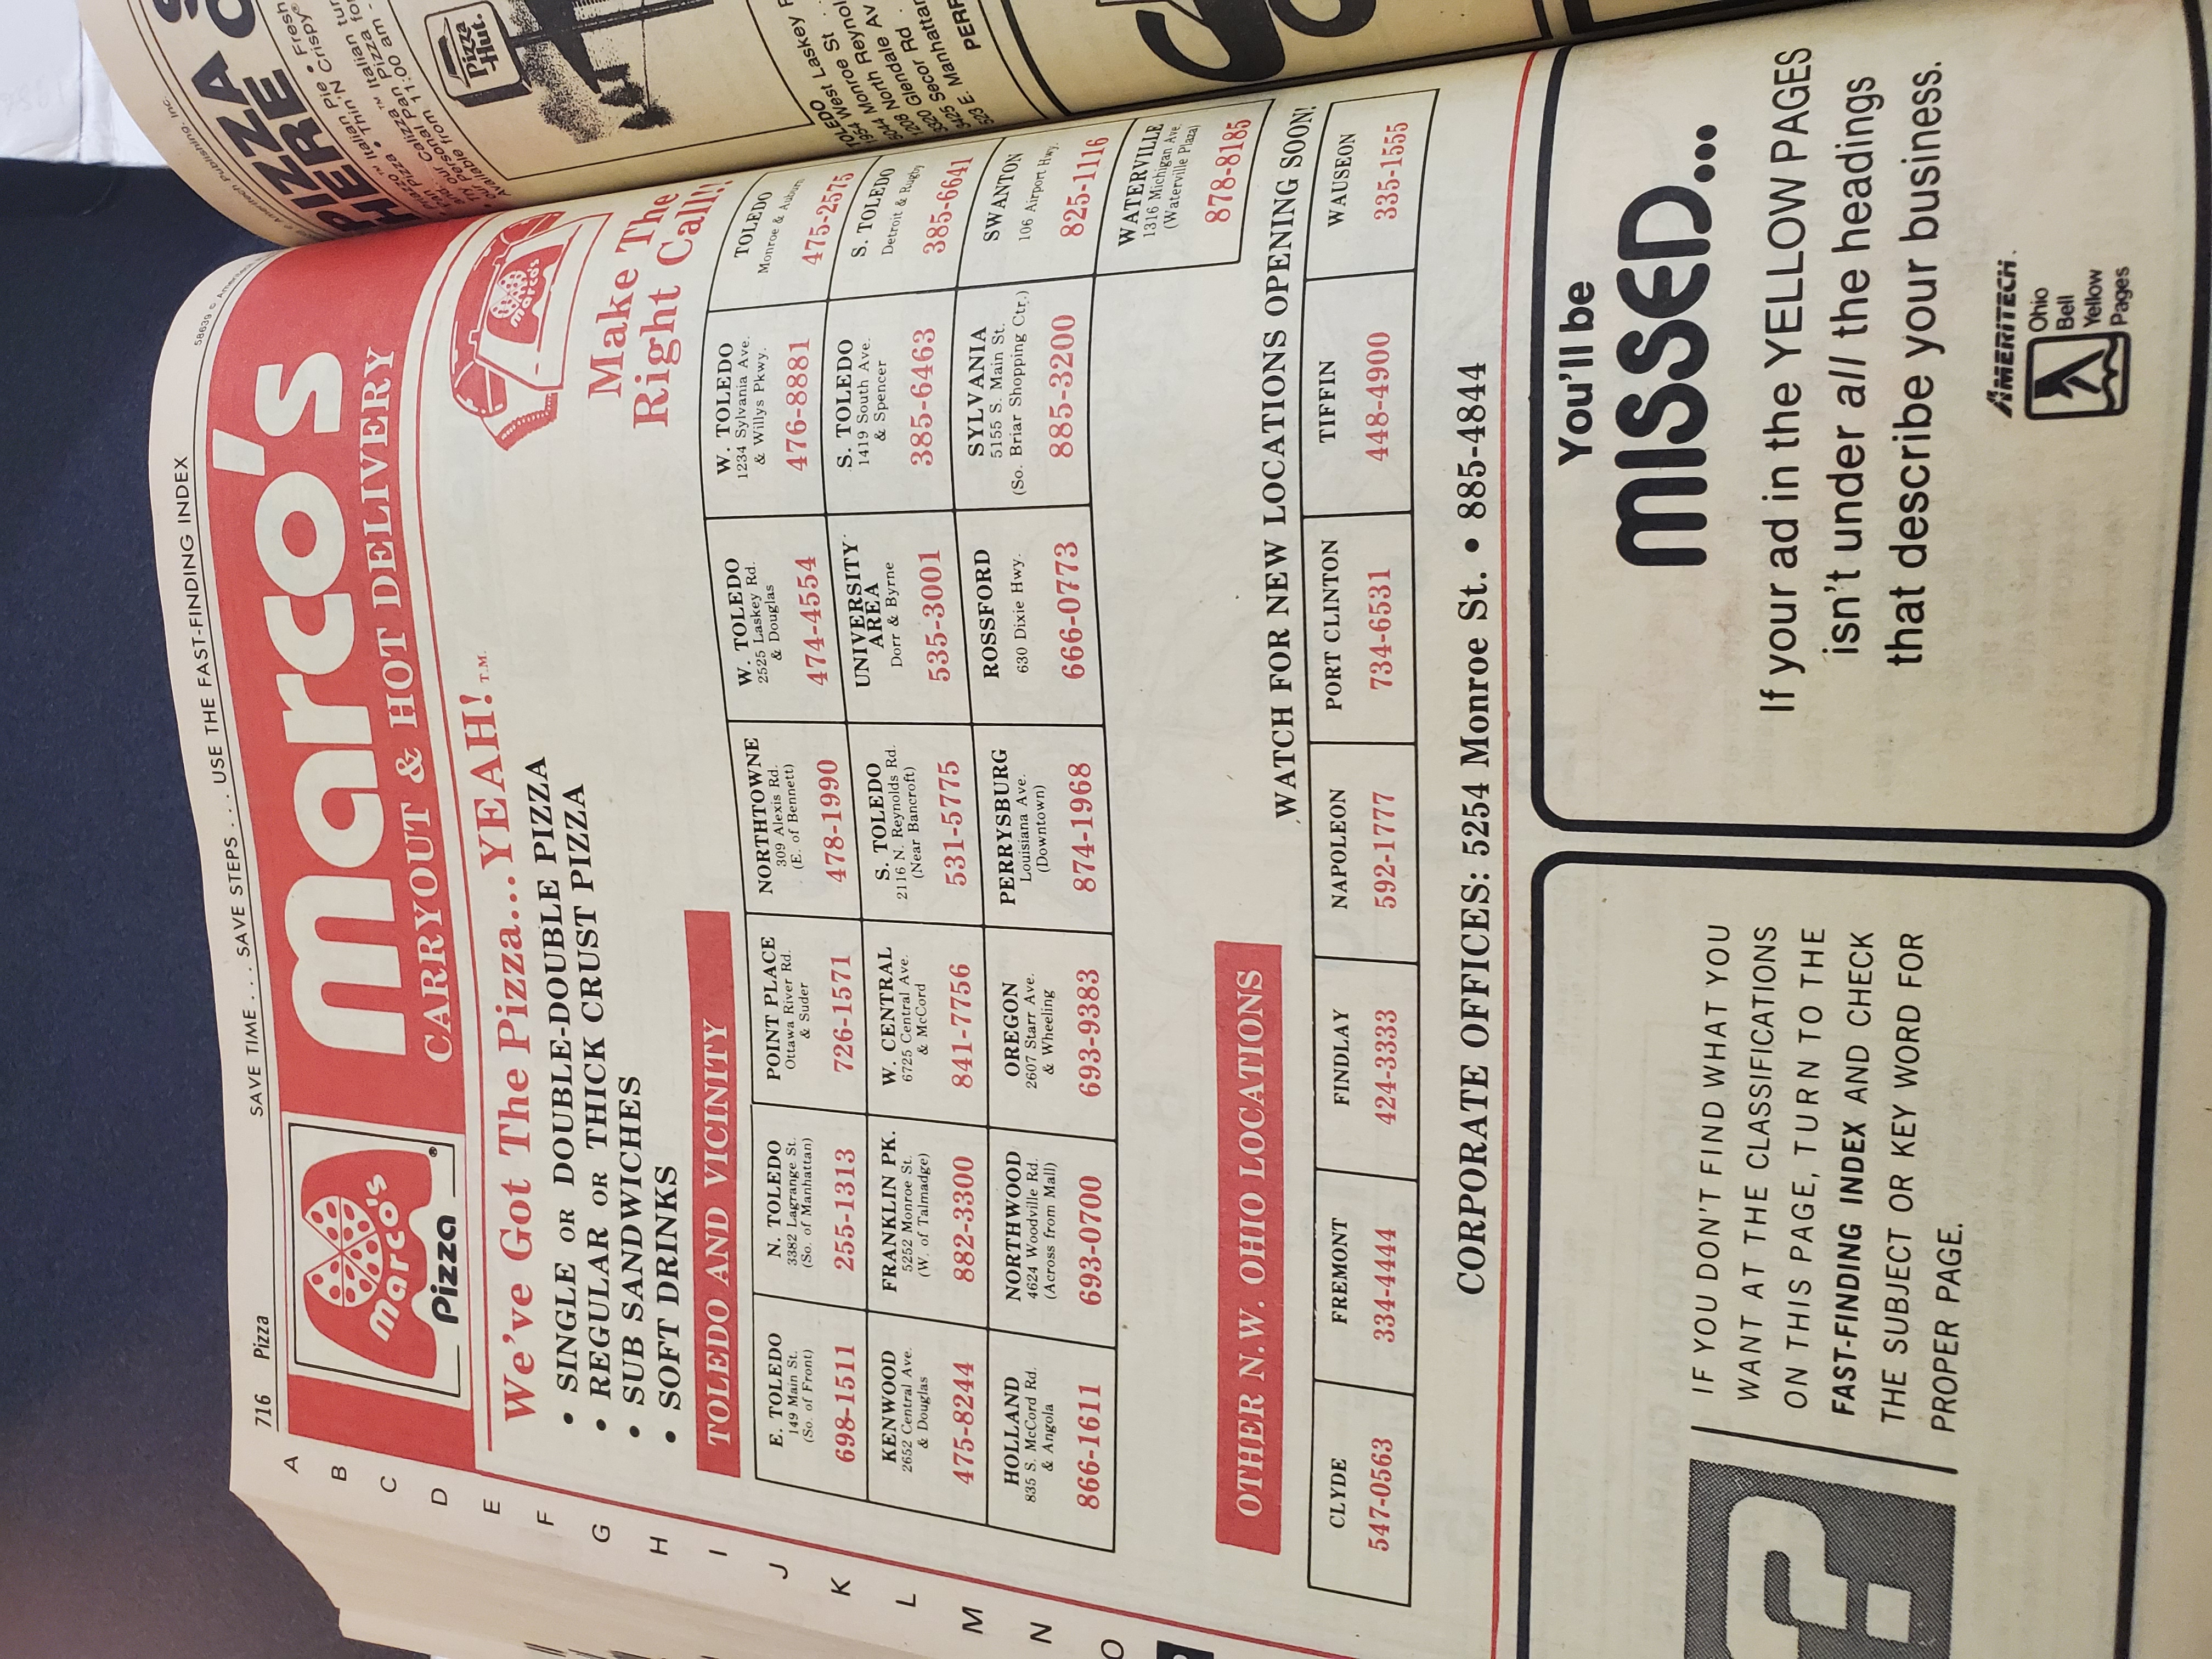 716 Pizza
SAVE TIME . . . SAVE STEPS . . . USE THE FAST-FINDING INDEX
marco's
Pizza
marco's
CARRYOUT & HOT DELIVERY
We've Got The Pizza...YEAH! T.M.
• SINGLE OR DOUBLE-DOUBLE PIZZA
• REGULAR OR THICK CRUST PIZZA
• SUB SANDWICHES
• SOFT DRINKS
marco's
Make The
Right Call!
TOLEDO AND VICINITY
E. TOLEDO
149 Main St.
(So. of Front)
698-1511
N. TOLEDO
3382 Lagrange St.
(So. of Manhattan)
255-1313
POINT PLACE
Ottawa River Rd.
& Suder
726-1571
NORTHTOWNE
309 Alexis Rd.
(E. of Bennett)
478-1990
W. TOLEDO
2525 Laskey Rd.
& Douglas
474-4554
W. TOLEDO
1234 Sylvania Ave.
& Willys Pkwy.
476-8881
TOLEDO
Monroe & Auburn
475-2575
KENWOOD
2652 Central Ave.
& Douglas
475-8244
FRANKLIN PK.
5252 Monroe St.
(W. of Talmadge)
882-3300
W. CENTRAL
6725 Central Ave.
& McCord
841-7756
S. TOLEDO
2116 N. Reynolds Rd.
(Near Bancroft)
531-5775
UNIVERSITY
AREA
Dorr & Byrne
535-3001
S. TOLEDO
1419 South Ave.
& Spencer
385-6463
S. TOLEDO
Detroit & Rugby
385-6641
HOLLAND
835 S. McCord Rd.
& Angola
866-1611
NORTHWOOD
4624 Woodville Rd.
(Across from Mall)
693-0700
OREGON
2607 Starr Ave.
& Wheeling
693-9383
PERRYSBURG
Louisiana Ave.
(Downtown)
874-1968
ROSSFORD
630 Dixie Hwy.
666-0773
SYLVANIA
5155 S. Main St.
(So. Briar Shopping Ctr.)
885-3200
SWANTON
106 Airport Hwy.
825-1116
WATERVILLE
1316 Michigan Ave.
(Waterville Plaza)
878-8185
OTHER N.W. OHIO LOCATIONS
WATCH FOR NEW LOCATIONS OPENING SOON!
CLYDE
547-0563
FREMONT
334-4444
FINDLAY
424-3333
NAPOLEON
592-1777
PORT CLINTON
734-6531
TIFFIN
448-4900
WAUSEON
335-1555
CORPORATE OFFICES: 5254 Monroe St. • 885-4844
?
IF YOU DON'T FIND WHAT YOU
WANT AT THE CLASSIFICATIONS
ON THIS PAGE, TURN TO THE
FAST-FINDING INDEX AND CHECK
THE SUBJECT OR KEY WORD FOR
PROPER PAGE.
You'll be
MISSED...
If your ad in the YELLOW PAGES
isn't under all the headings
that describe your business.
AMERITECH
Ohio
Bell
Yellow
Pages
A
B
C
D
E
F
G
H
I
J
K
L
M
N
O
Pizza
Hut.
TOLEDO
West Laskey
Monroe St
North Reynol
Glendale Av
Secor Rd
E. Manhattan